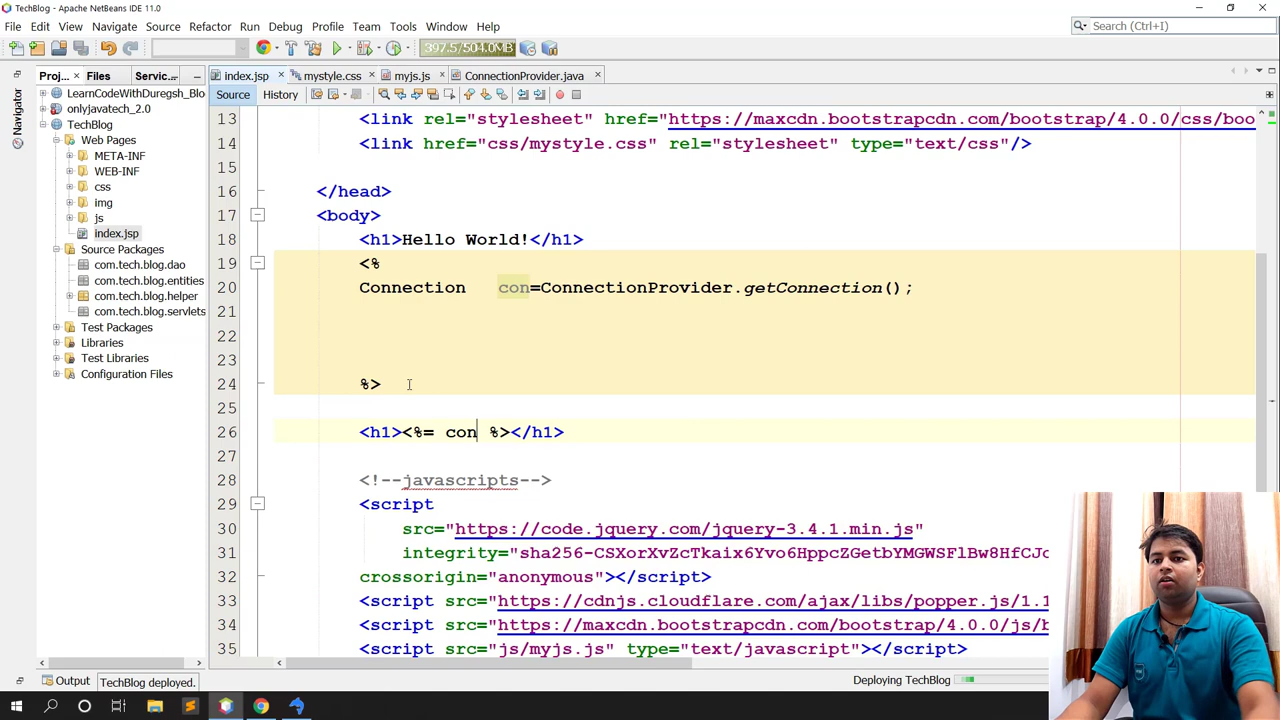 TechBlog - Apache NetBeans IDE 11.0
File Edit View Navigate Source Refactor Run Debug Profile Team Tools Window Help
Search (Ctrl+I)
397.5/504.0MB
Proj... Files Servic...
index.jsp mystyle.css myjs.js ConnectionProvider.java
Source History
Navigator
LearnCodeWithDuregsh_Blo
onlyjavatech_2.0
TechBlog
Web Pages
META-INF
WEB-INF
css
img
js
index.jsp
Source Packages
com.tech.blog.dao
com.tech.blog.entities
com.tech.blog.helper
com.tech.blog.servlets
Test Packages
Libraries
Test Libraries
Configuration Files
13 <link rel="stylesheet" href="https://maxcdn.bootstrapcdn.com/bootstrap/4.0.0/css/boo
14 <link href="css/mystyle.css" rel="stylesheet" type="text/css"/>
15
16 </head>
17 <body>
18 <h1>Hello World!</h1>
19 <%
20 Connection con=ConnectionProvider.getConnection();
21
22
23
24 %>
25
26 <h1><%= con %></h1>
27
28 <!--javascripts-->
29 <script
30 src="https://code.jquery.com/jquery-3.4.1.min.js"
31 integrity="sha256-CSXorXvZcTkaix6Yvo6HppcZGetbYMGWSFlBw8HfCJo
32 crossorigin="anonymous"></script>
33 <script src="https://cdnjs.cloudflare.com/ajax/libs/popper.js/1.1
34 <script src="https://maxcdn.bootstrapcdn.com/bootstrap/4.0.0/js/b
35 <script src="js/myjs.js" type="text/javascript"></script>
Output
TechBlog deployed.
Deploying TechBlog